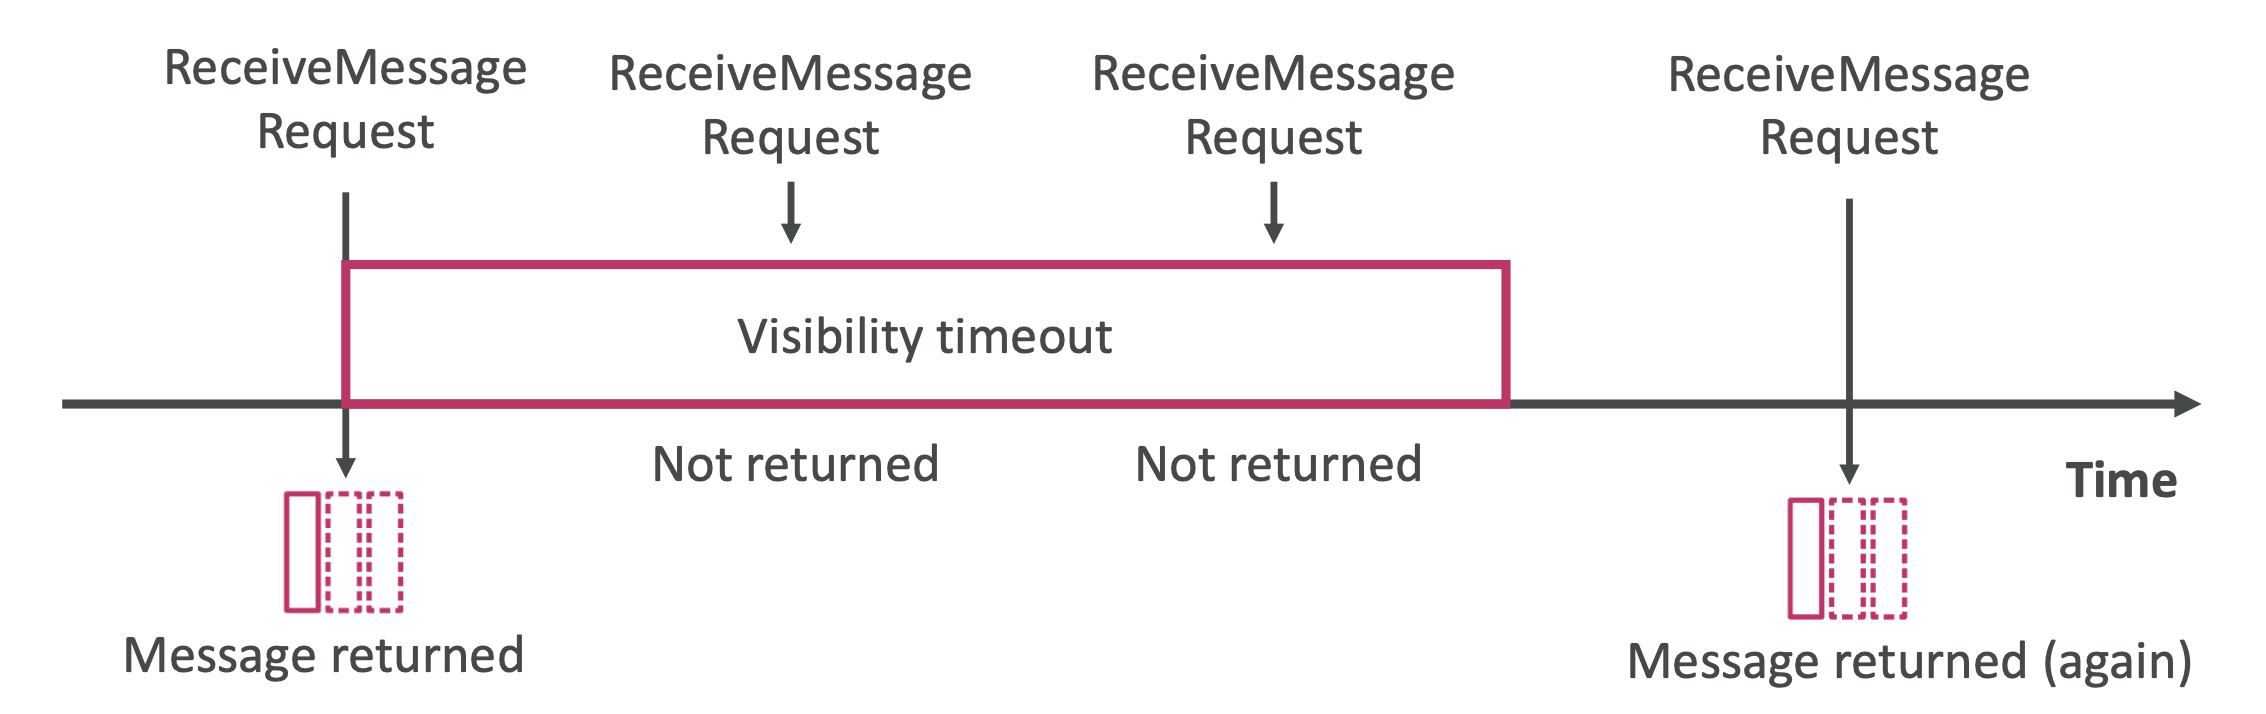 ReceiveMessage
Request
ReceiveMessage
Request
ReceiveMessage
Request
ReceiveMessage
Request
Visibility timeout
Not returned
Not returned
Time
Message returned
Message returned (again)